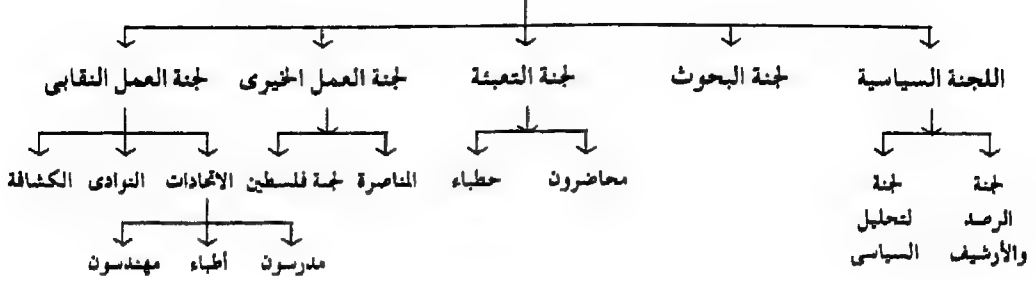 اللجنة السياسية لجنة البحوث لجنة التعبئة لجنة العمل الخيرى لجنة العمل النقابى
لجنة الرصد والأرشيف
لجنة لتحليل السياسى
محاضرون حطباء
المناصرة لجنة فلسطين
الاتحادات النوادى الكشافة
مدرسون أطباء مهندسون